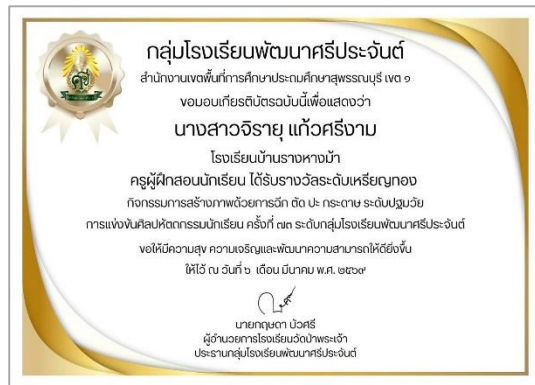 กลุ่มโรงเรียนพัฒนาศรีประจันต์
สำนักงานเขตพื้นที่การศึกษาประถมศึกษาสุพรรณบุรี เขต ๑
ขอมอบเกียรติบัตรฉบับนี้เพื่อแสดงว่า
นางสาวจิรายุ แก้วศรีงาม
โรงเรียนบ้านรางหางม้า
ครูผู้ฝึกสอนนักเรียน ได้รับรางวัลระดับเหรียญทอง
กิจกรรมการสร้างภาพด้วยการฉีก ตัด ปะ กระดาษ ระดับปฐมวัย
การแข่งขันศิลปหัตถกรรมนักเรียน ครั้งที่ ๗๓ ระดับกลุ่มโรงเรียนพัฒนาศรีประจันต์
ขอให้มีความสุข ความเจริญและพัฒนาความสามารถให้ดียิ่งขึ้น
ให้ไว้ ณ วันที่ ๖ เดือน มีนาคม พ.ศ. ๒๕๖๙
นายกฤษดา บัวศรี
ผู้อำนวยการโรงเรียนวัดป่าพระเจ้า
ประธานกลุ่มโรงเรียนพัฒนาศรีประจันต์